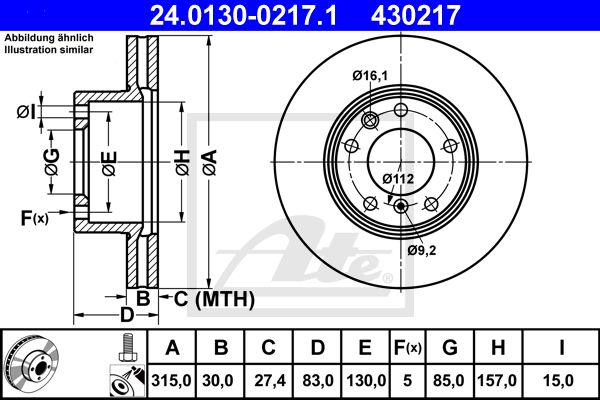 24.0130-0217.1 430217
Abbildung ähnlich
Illustration similar
Ø16,1
ØI
ØG
ØE
ØH
ØA
Ø112
F(x)
Ø9,2
B
C (MTH)
D
Ate
A B C D E F(x) G H I
315,0 30,0 27,4 83,0 130,0 5 85,0 157,0 15,0